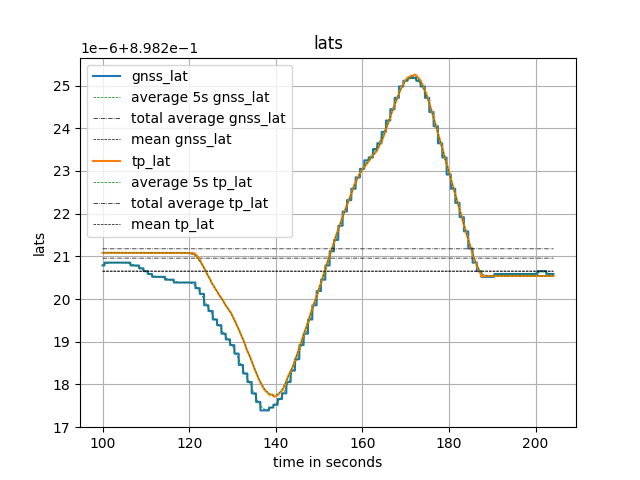 lats
1e−6+8.982e−1
gnss_lat
average 5s gnss_lat
total average gnss_lat
mean gnss_lat
tp_lat
average 5s tp_lat
total average tp_lat
mean tp_lat
25
24
23
22
21
20
19
18
17
lats
100 120 140 160 180 200
time in seconds